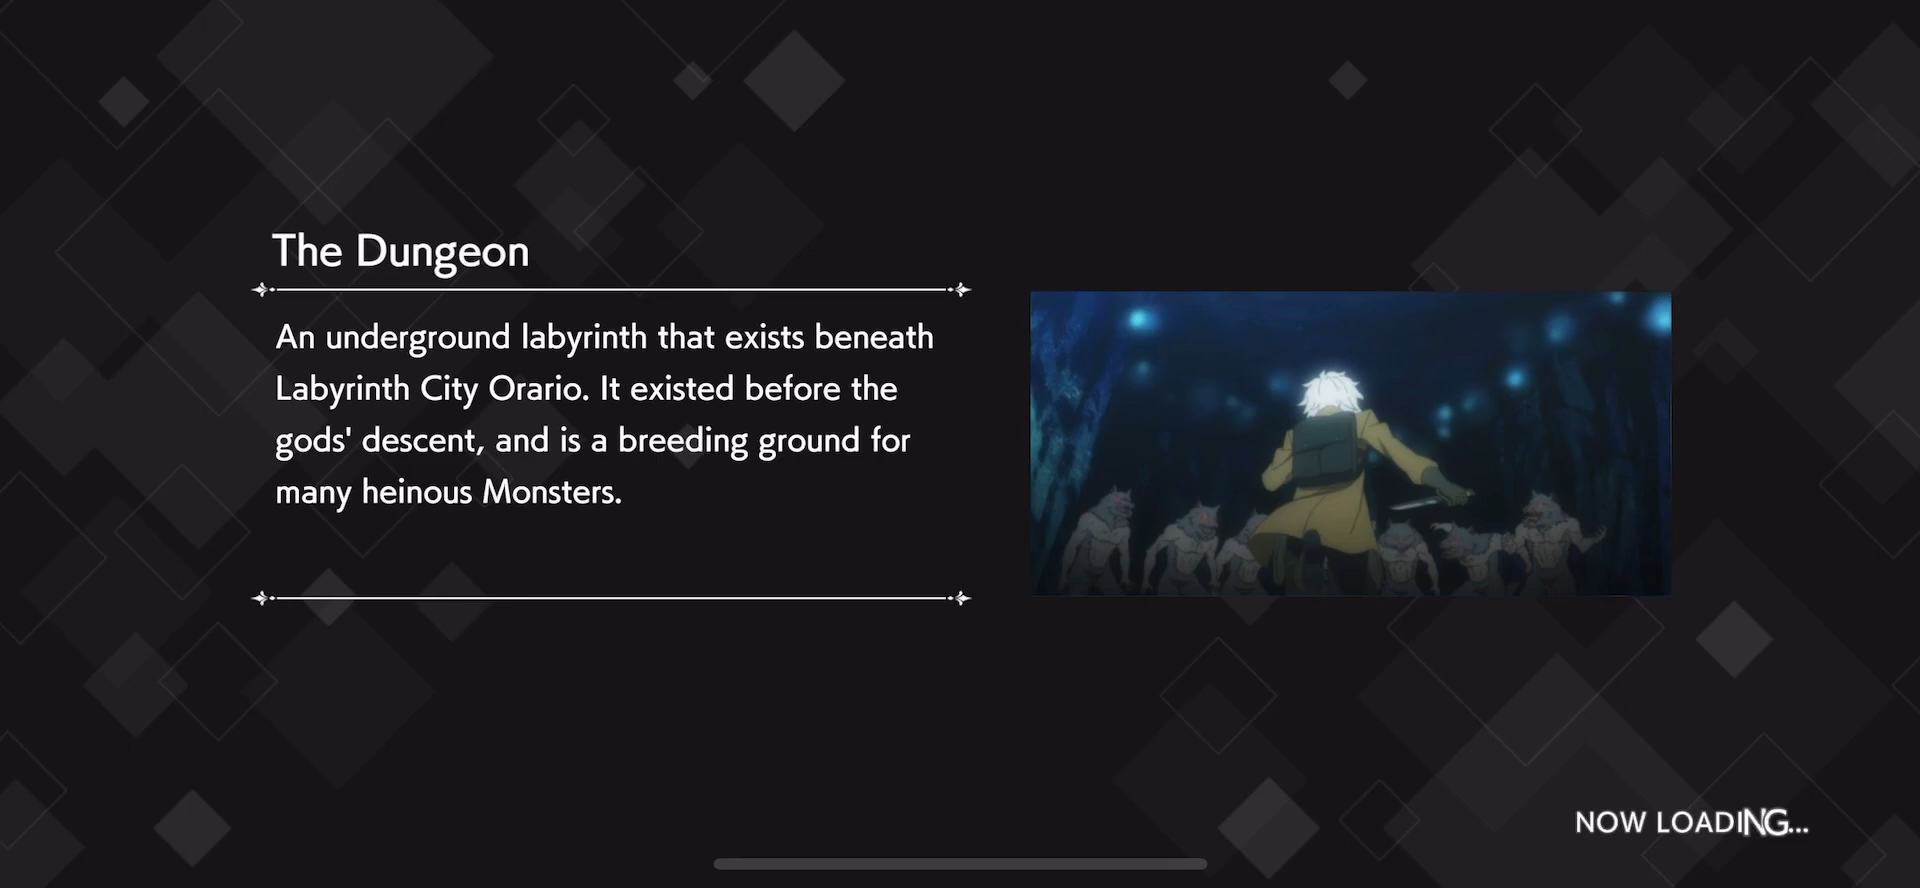 The Dungeon
An underground labyrinth that exists beneath
Labyrinth City Orario. It existed before the
gods' descent, and is a breeding ground for
many heinous Monsters.
NOW LOADING...